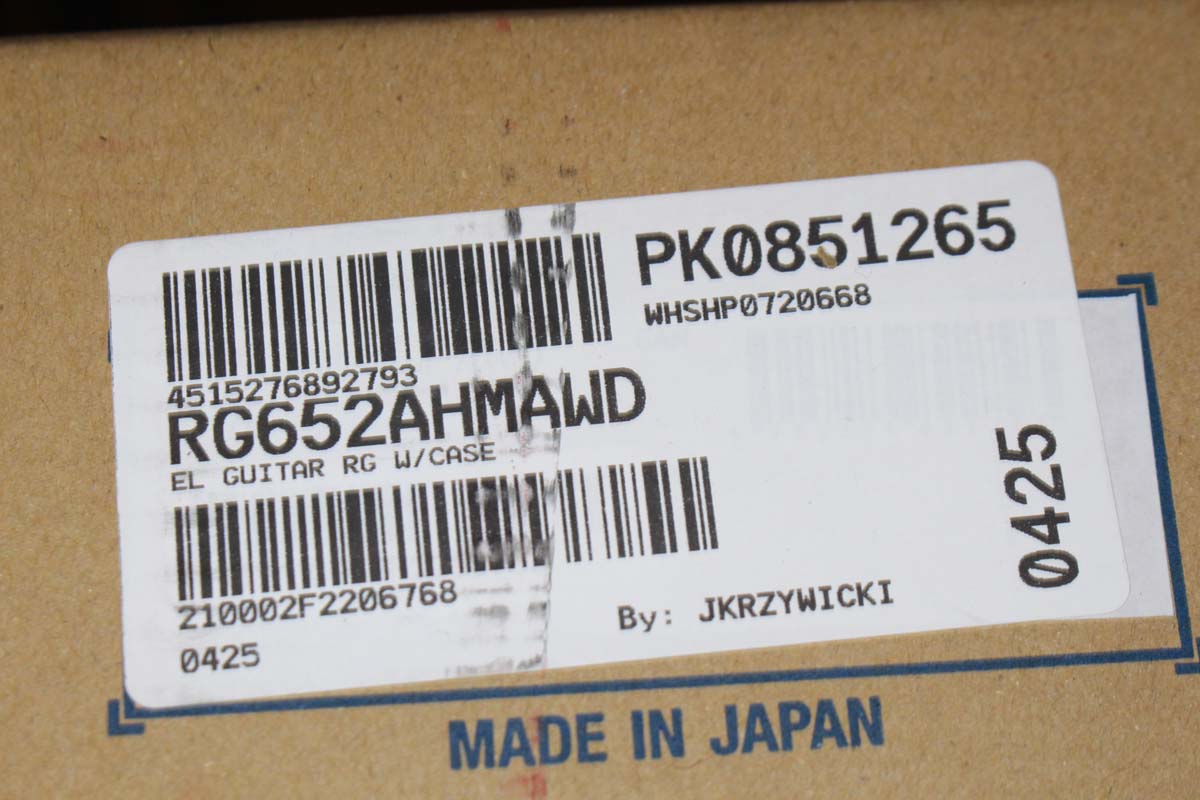 PK0851265
WHSHP0720668
4515276892793
RG652AHMAWD
EL GUITAR RG W/CASE
210002F2206768
0425
By: JKRZYWICKI
0425
MADE IN JAPAN